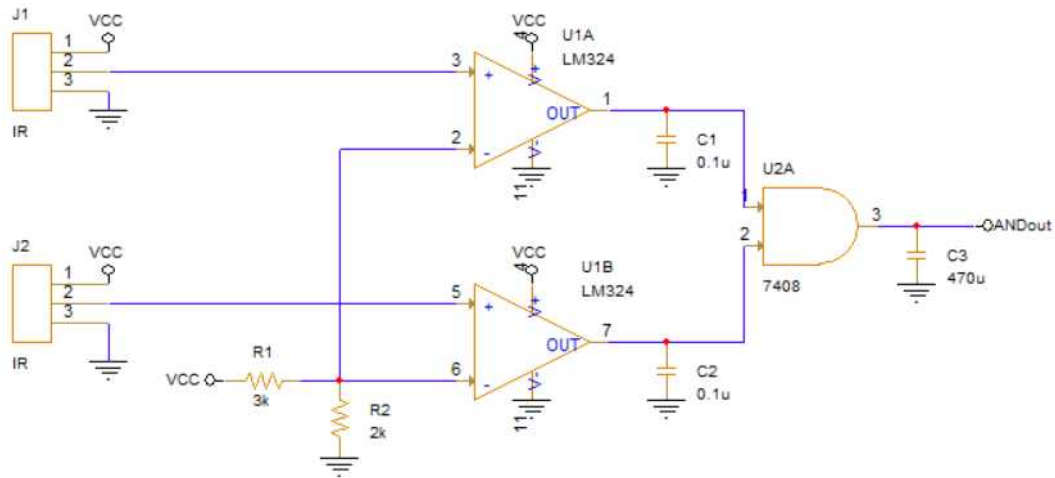 J1
VCC
1
2
3
IR
VCC
4
U1A
LM324
3
+
2
-
V+
OUT
V-
11
1
C1
0.1u
U2A
1
2
3
7408
ANDout
C3
470u
J2
VCC
1
2
3
IR
VCC
4
U1B
LM324
5
+
6
-
V+
OUT
V-
11
7
C2
0.1u
VCC
R1
3k
R2
2k